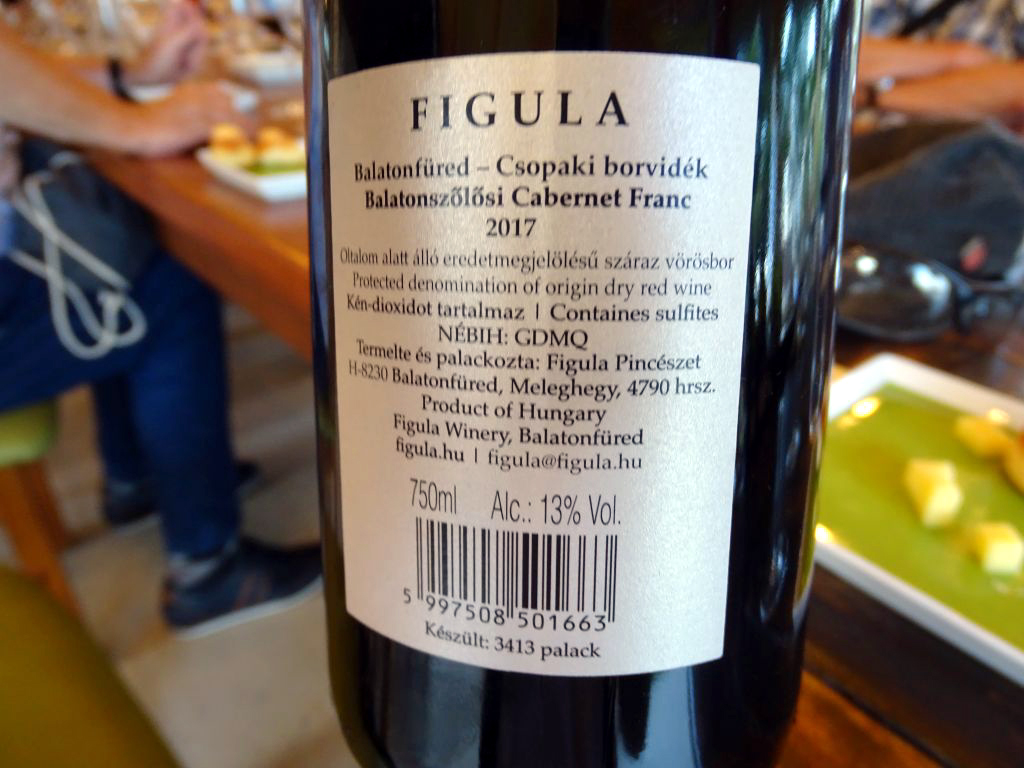 FIGULA
Balatonfüred – Csopaki borvidék
Balatonszőlősi Cabernet Franc
2017
Oltalom alatt álló eredetmegjelölésű száraz vörösbor
Protected denomination of origin dry red wine
Kén-dioxidot tartalmaz | Containes sulfites
NÉBIH: GDMQ
Termelte és palackozta: Figula Pincészet
H-8230 Balatonfüred, Meleghegy, 4790 hrsz.
Product of Hungary
Figula Winery, Balatonfüred
figula.hu | figula@figula.hu
750ml Alc.: 13% Vol.
5 997508 501663
Készült: 3413 palack